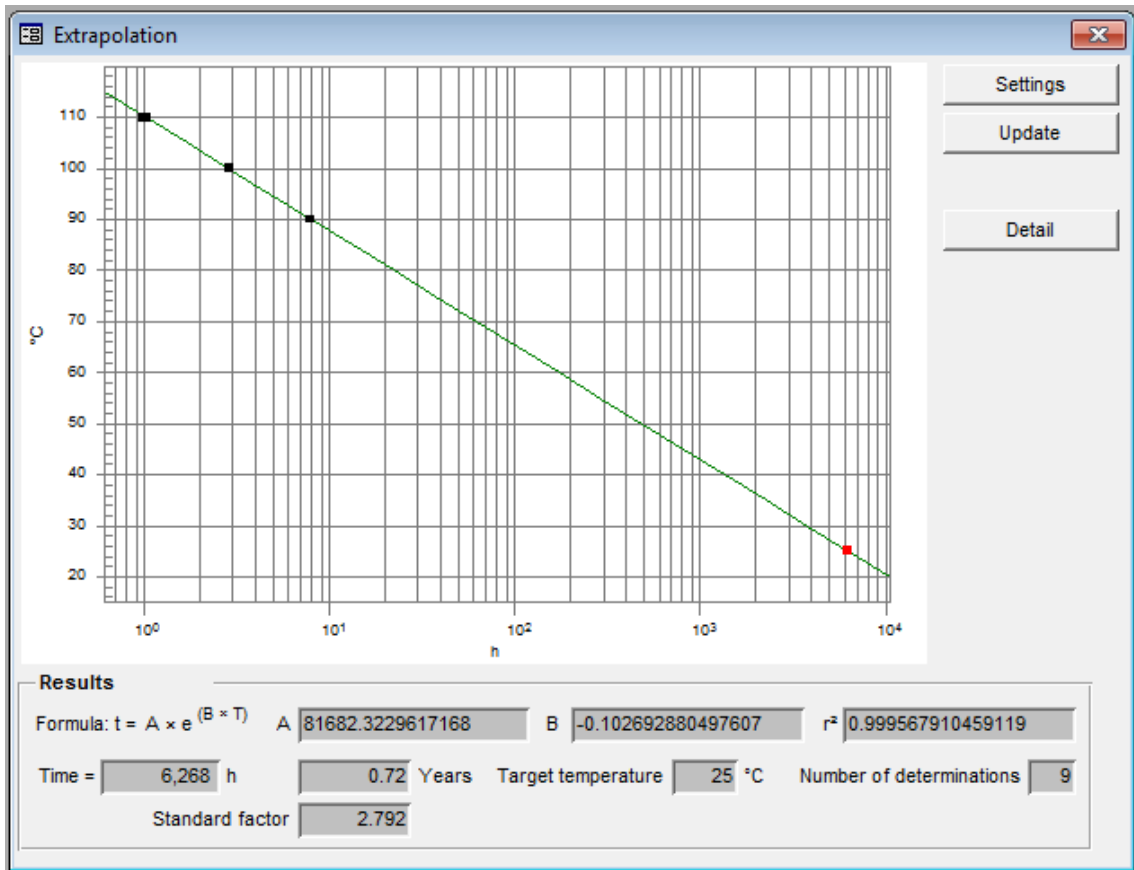 Extrapolation
Settings
Update
Detail
110
100
90
80
70
60
50
40
30
20
°C
10⁰ 10¹ 10² 10³ 10⁴
h
Results
Formula: t = A × e (B × T) A 81682.3229617168 B -0.102692880497607 r² 0.999567910459119
Time = 6,268 h 0.72 Years Target temperature 25 °C Number of determinations 9
Standard factor 2.792